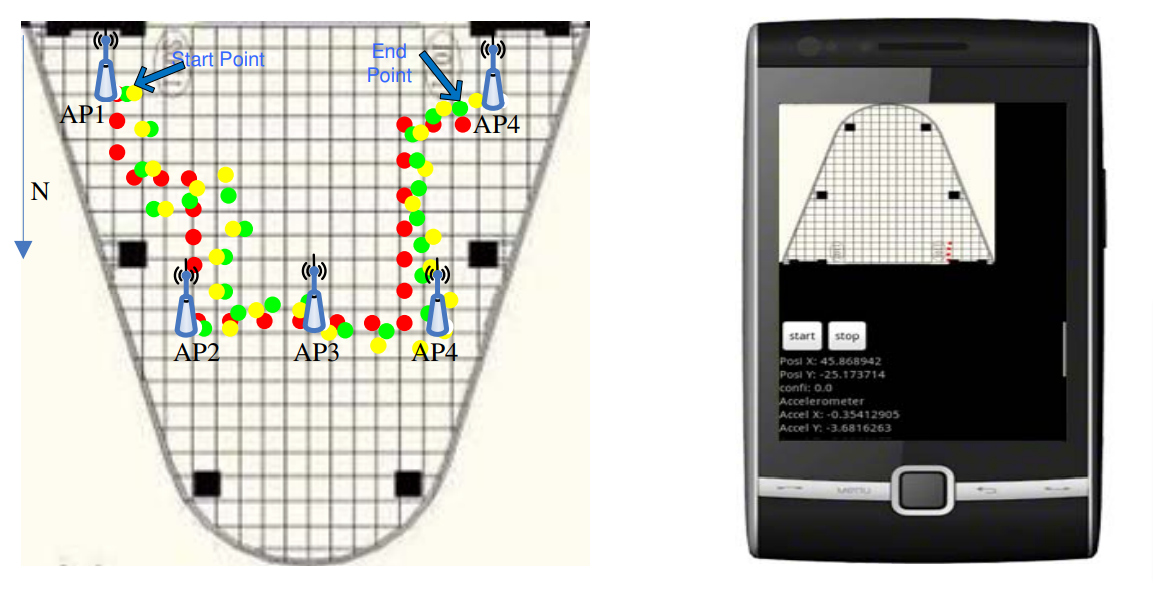 Start Point
End
Point
AP1
AP4
N
AP2
AP3
AP4
start
stop
Posi X: 45.868942
Posi Y: -25.173714
confi: 0.0
Accelerometer
Accel X: -0.35412905
Accel Y: -3.6816263
MENU